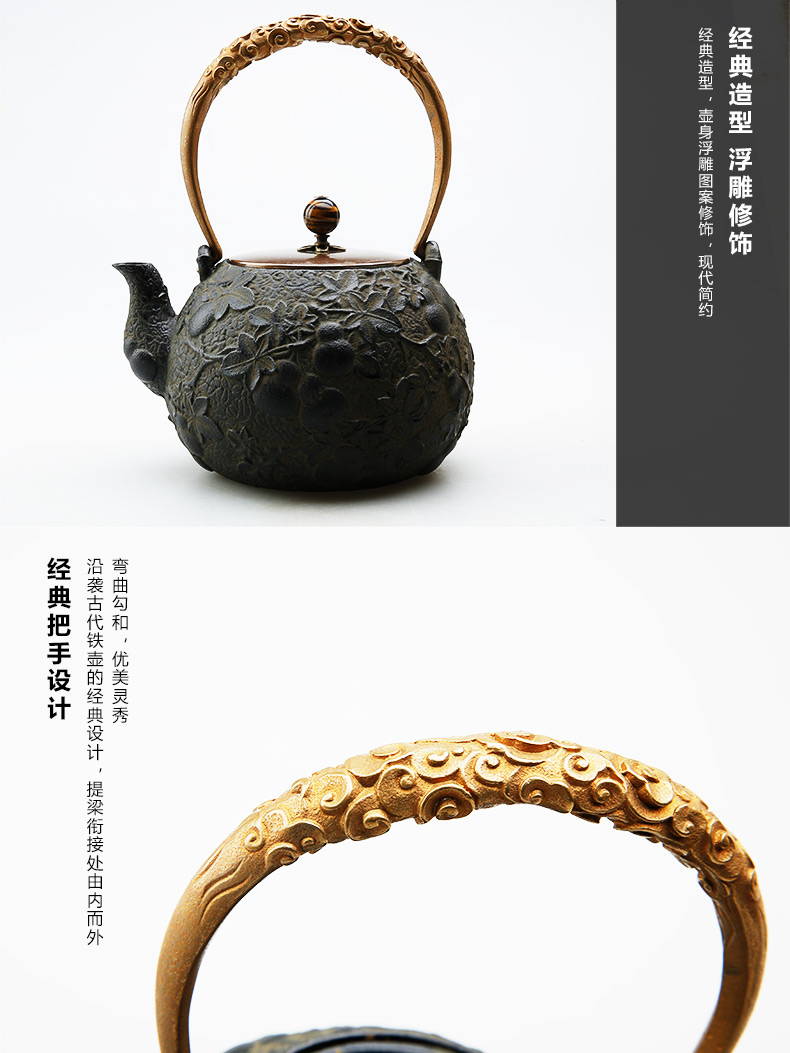 经典造型 浮雕修饰
经典造型，壶身浮雕图案修饰，现代简约
经典把手设计
沿袭古代铁壶的经典设计，提梁衔接处由内而外
弯曲勾和，优美灵秀